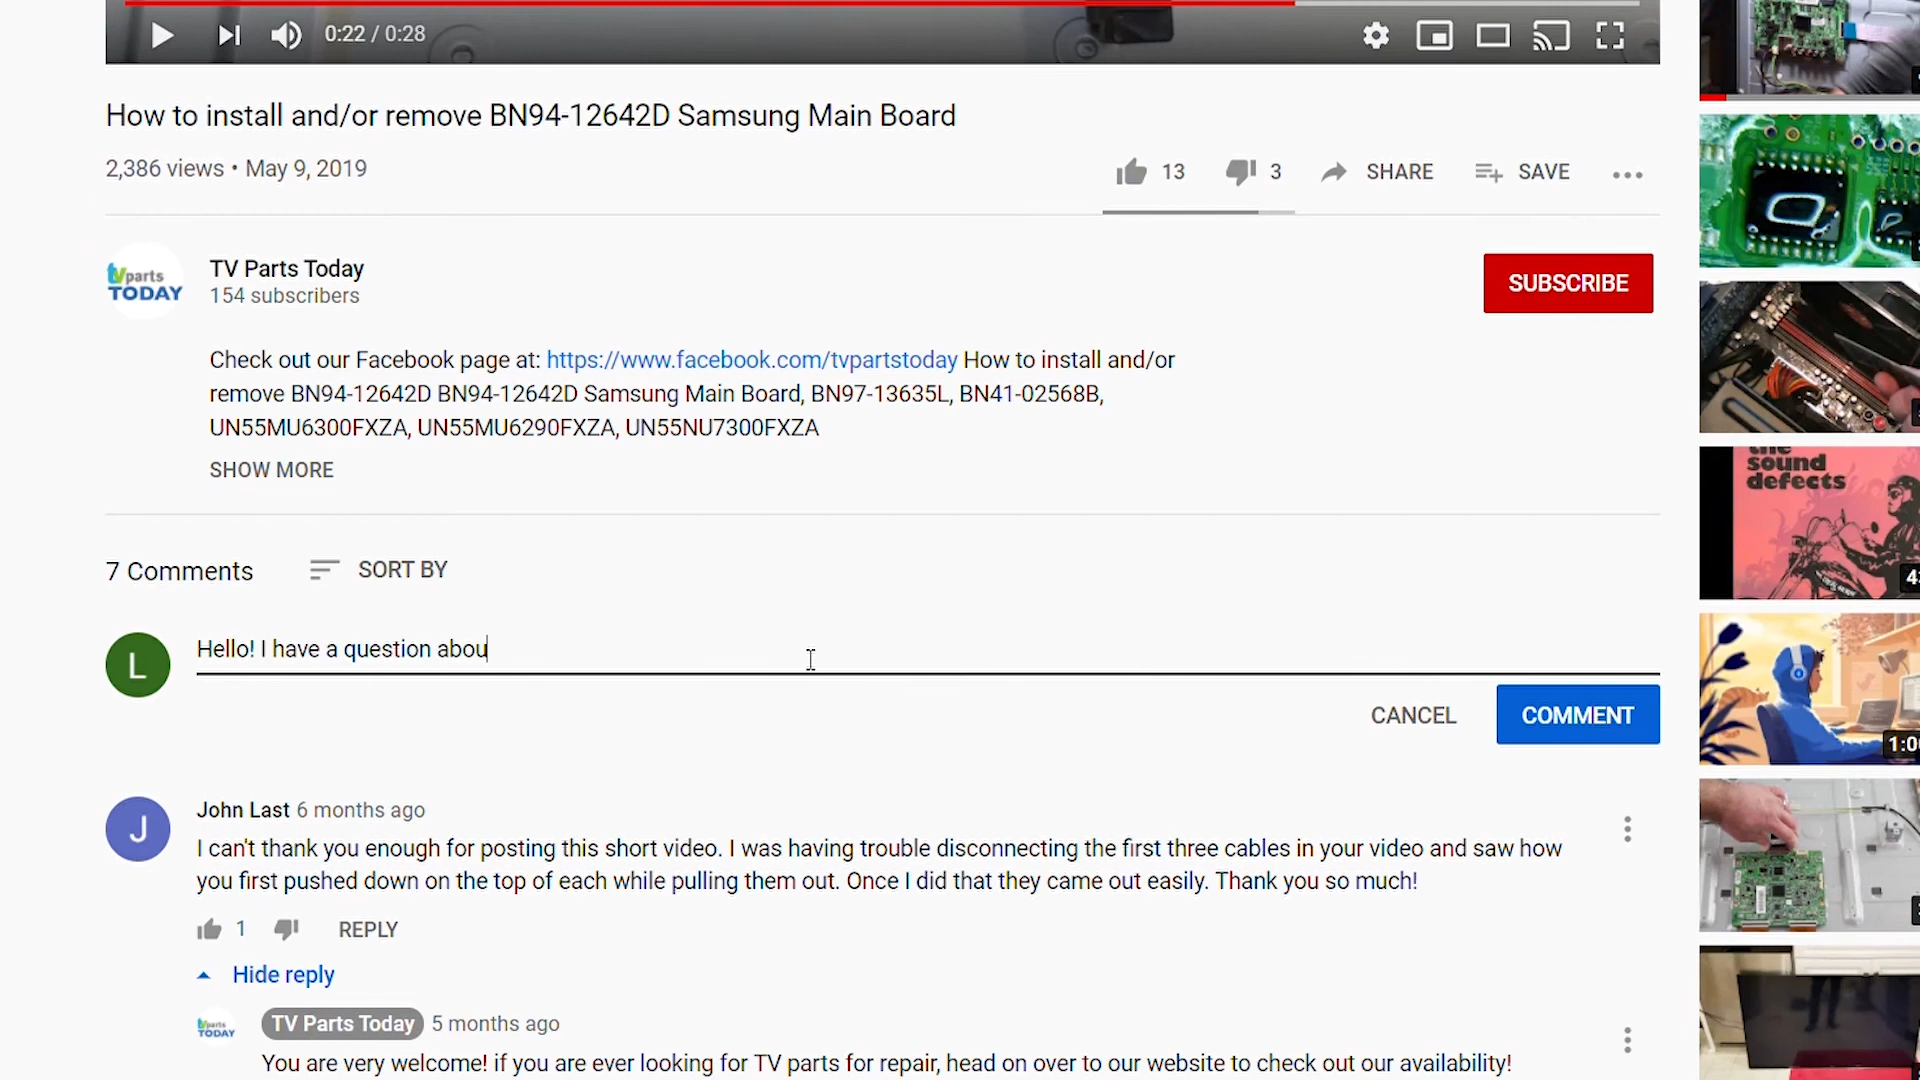 0:22 / 0:28
How to install and/or remove BN94-12642D Samsung Main Board
2,386 views • May 9, 2019
13
3
SHARE
SAVE
tvparts
TODAY
TV Parts Today
154 subscribers
SUBSCRIBE
Check out our Facebook page at: https://www.facebook.com/tvpartstoday How to install and/or
remove BN94-12642D BN94-12642D Samsung Main Board, BN97-13635L, BN41-02568B,
UN55MU6300FXZA, UN55MU6290FXZA, UN55NU7300FXZA
SHOW MORE
7 Comments
SORT BY
L
Hello! I have a question abou
CANCEL
COMMENT
J
John Last 6 months ago
I can't thank you enough for posting this short video. I was having trouble disconnecting the first three cables in your video and saw how
you first pushed down on the top of each while pulling them out. Once I did that they came out easily. Thank you so much!
1
REPLY
Hide reply
tvparts
TODAY
TV Parts Today 5 months ago
You are very welcome! if you are ever looking for TV parts for repair, head on over to our website to check out our availability!
the
sound
defects